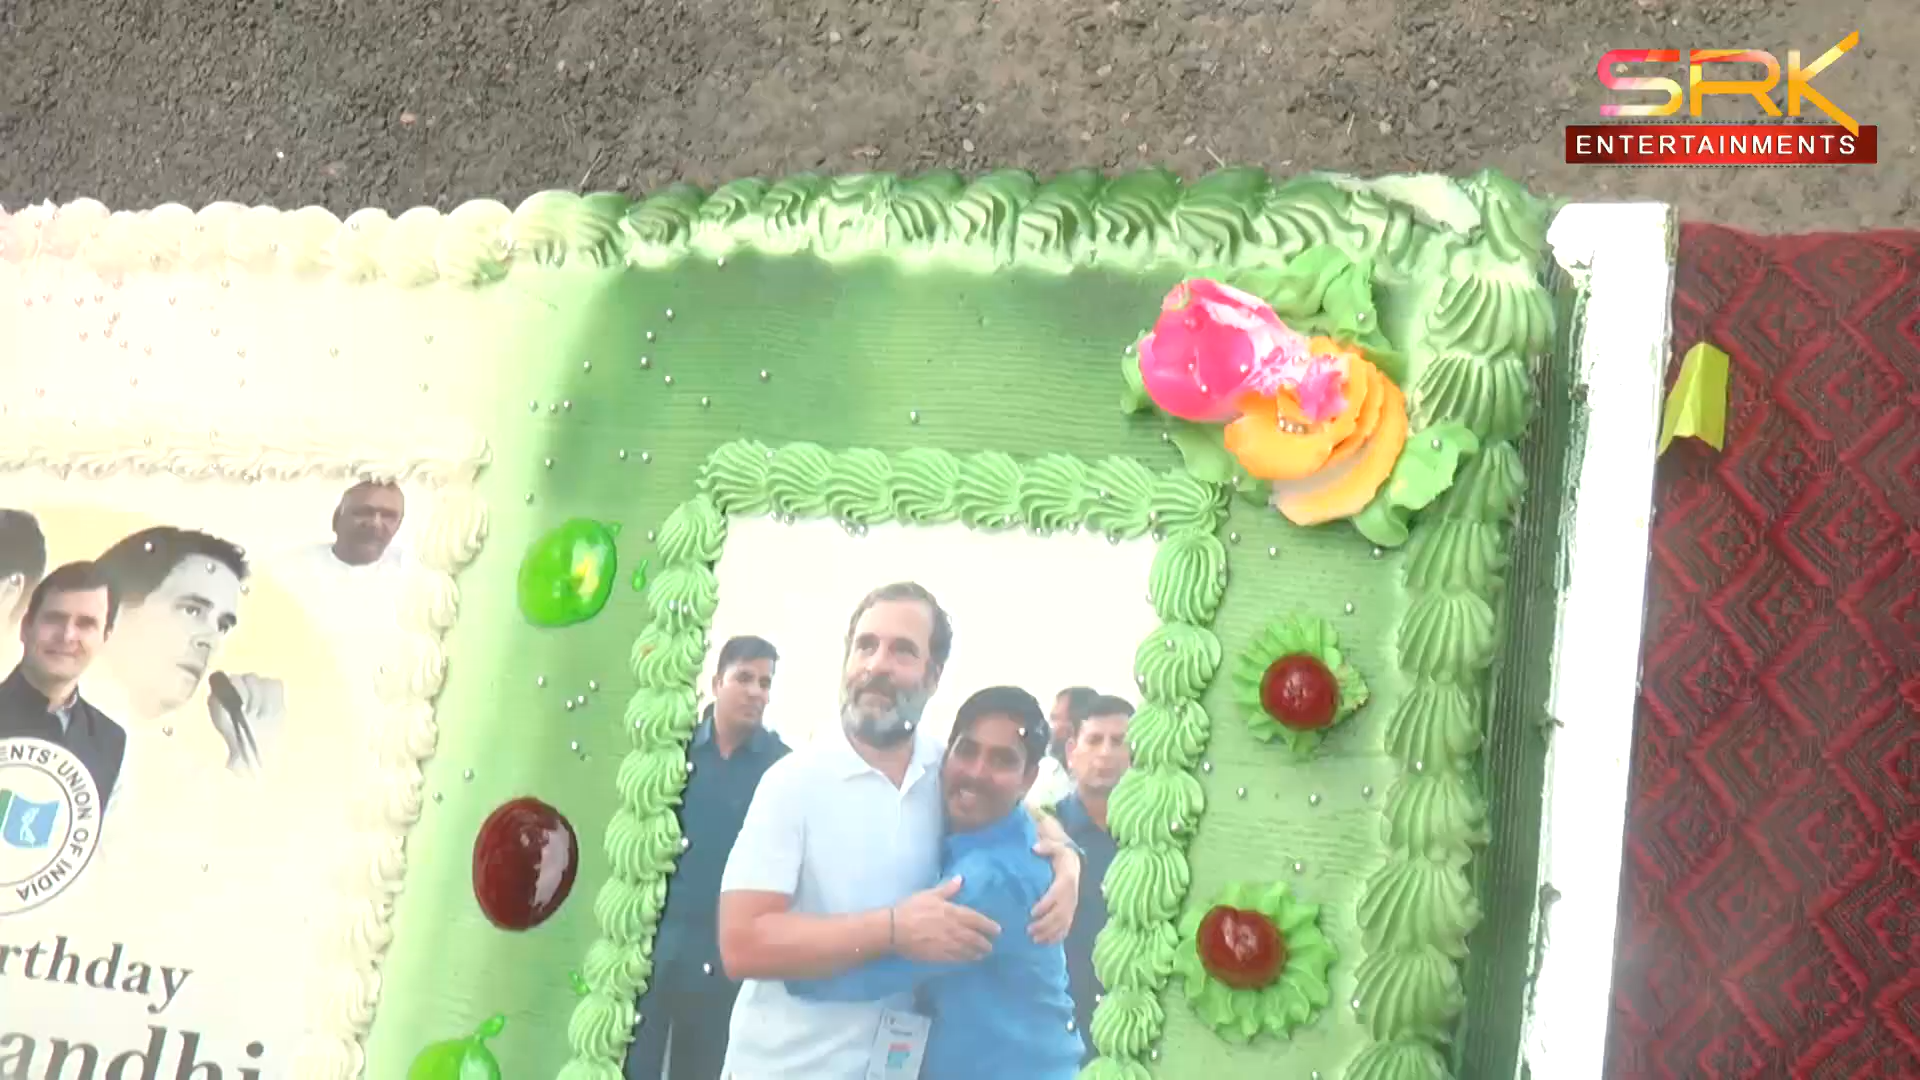 SRK
ENTERTAINMENTS
ENTS' UNION OF INDIA
rthday
andhi